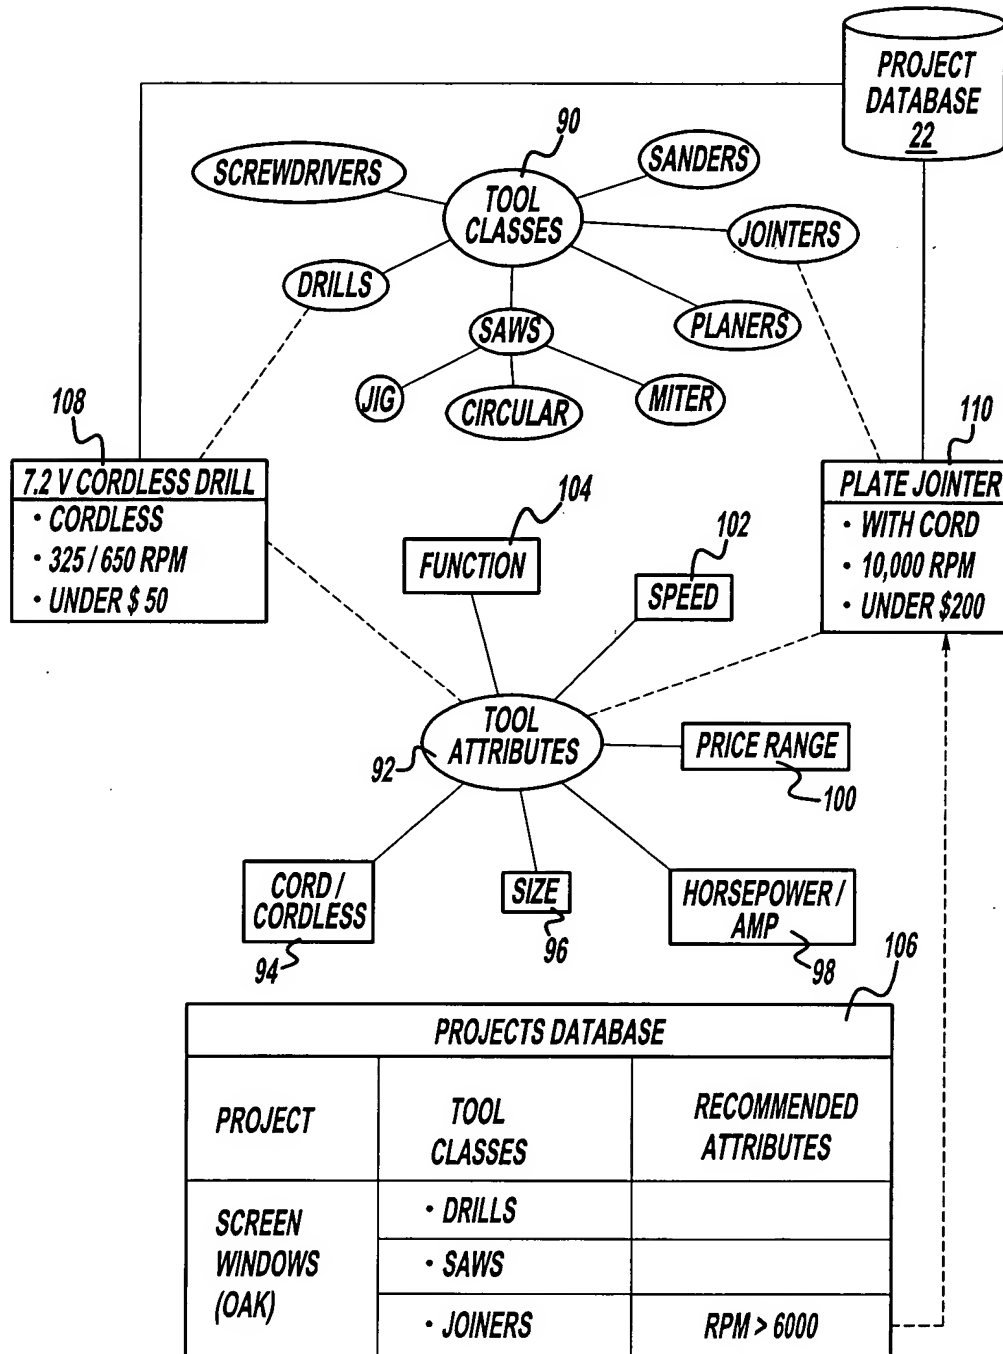 PROJECT
DATABASE
22
90
SCREWDRIVERS
TOOL
CLASSES
SANDERS
JOINTERS
DRILLS
SAWS
PLANERS
JIG
CIRCULAR
MITER
108
110
7.2 V CORDLESS DRILL
• CORDLESS
• 325 / 650 RPM
• UNDER $ 50
PLATE JOINTER
• WITH CORD
• 10,000 RPM
• UNDER $200
104
FUNCTION
102
SPEED
TOOL
ATTRIBUTES
92
PRICE RANGE
100
CORD /
CORDLESS
94
SIZE
96
HORSEPOWER /
AMP
98
106
PROJECTS DATABASE
PROJECT
TOOL
CLASSES
RECOMMENDED
ATTRIBUTES
SCREEN
WINDOWS
(OAK)
• DRILLS
• SAWS
• JOINERS
RPM > 6000